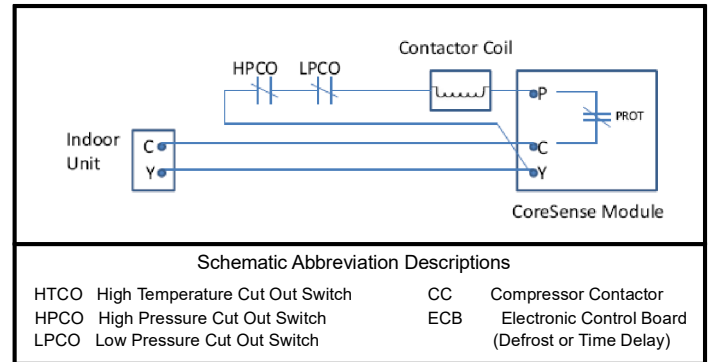 Contactor Coil
HPCO LPCO
P
PROT
Indoor
Unit
C
Y
C
Y
CoreSense Module
Schematic Abbreviation Descriptions
HTCO High Temperature Cut Out Switch
HPCO High Pressure Cut Out Switch
LPCO Low Pressure Cut Out Switch
CC Compressor Contactor
ECB Electronic Control Board
(Defrost or Time Delay)